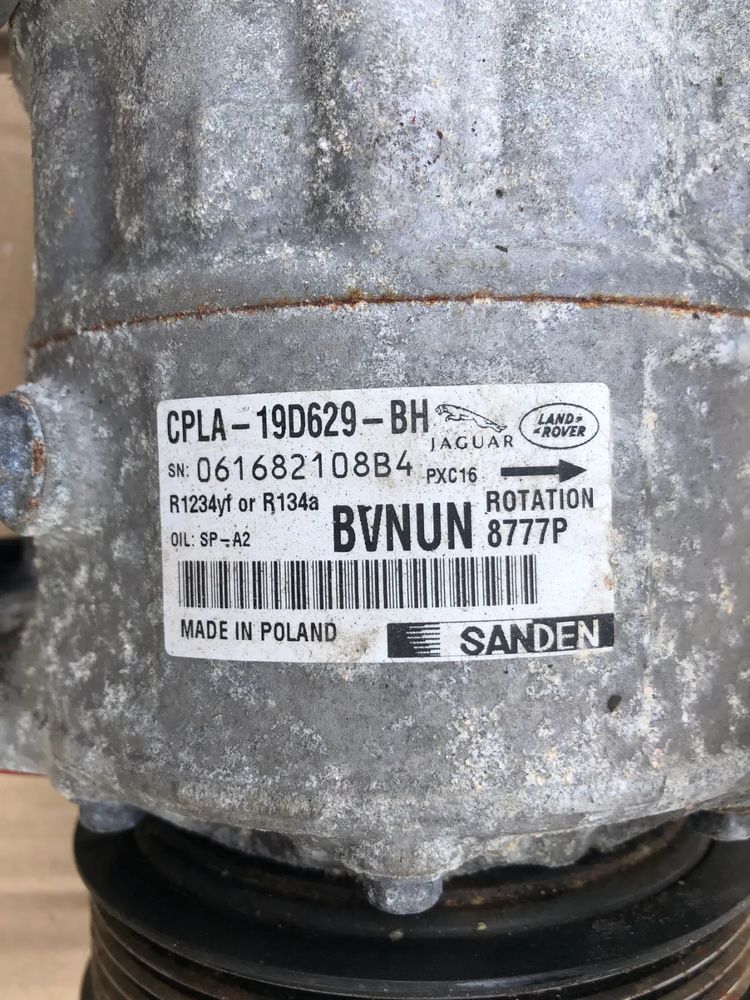 CPLA-19D629-BH
JAGUAR
LAND-
-ROVER
SN: 061682108B4 PXC16
R1234yf or R134a
ROTATION
OIL: SP-A2
BVNUN 8777P
MADE IN POLAND
SANDEN